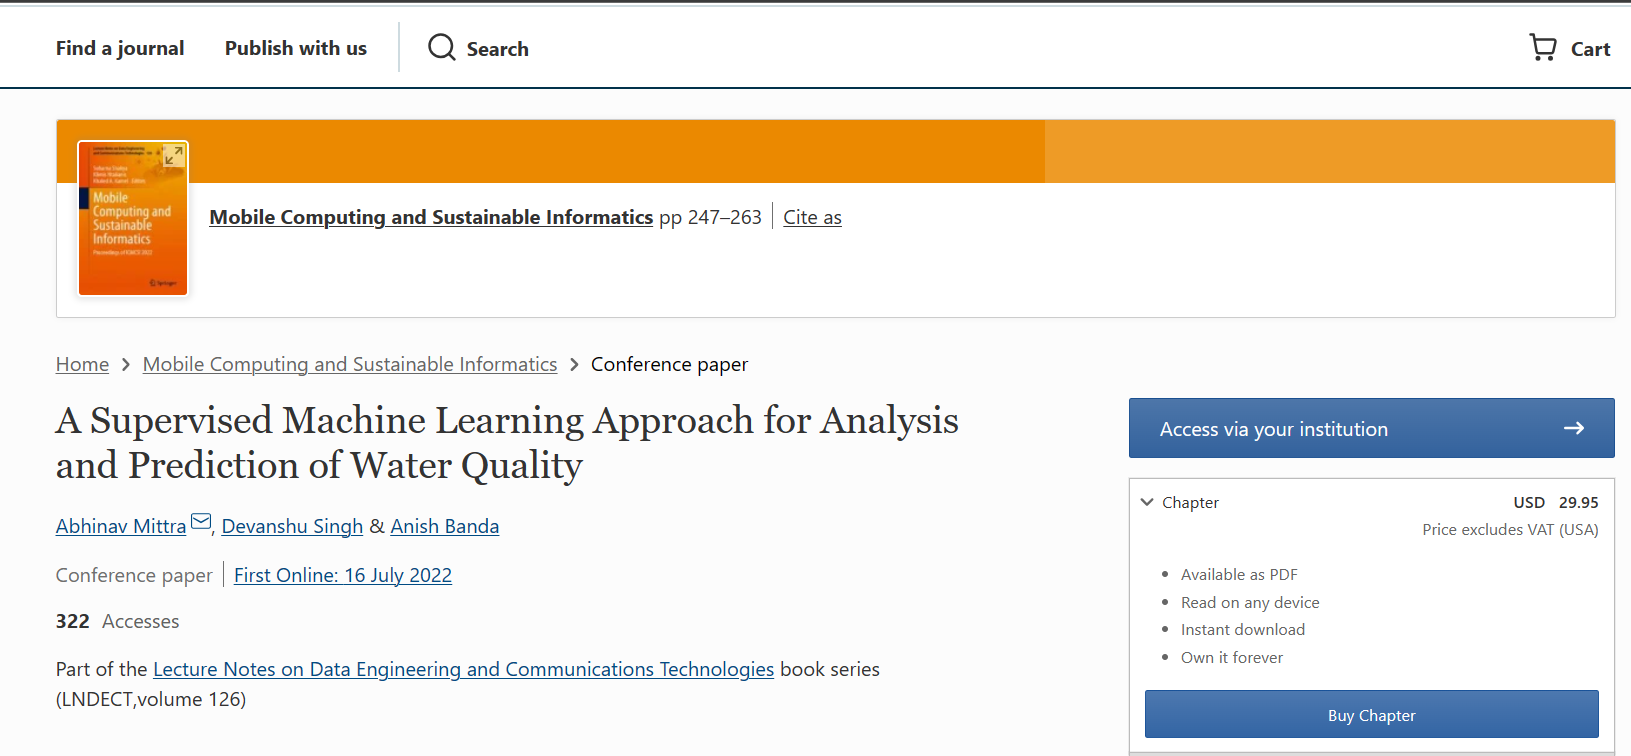 Find a journal
Publish with us
Search
Cart
Mobile
Computing and
Sustainable
Informatics
Springer
Mobile Computing and Sustainable Informatics pp 247–263 Cite as
Home > Mobile Computing and Sustainable Informatics > Conference paper
A Supervised Machine Learning Approach for Analysis
and Prediction of Water Quality
Abhinav Mittra, Devanshu Singh & Anish Banda
Conference paper First Online: 16 July 2022
322 Accesses
Part of the Lecture Notes on Data Engineering and Communications Technologies book series
(LNDECT,volume 126)
Access via your institution
Chapter USD 29.95
Price excludes VAT (USA)
• Available as PDF
• Read on any device
• Instant download
• Own it forever
Buy Chapter